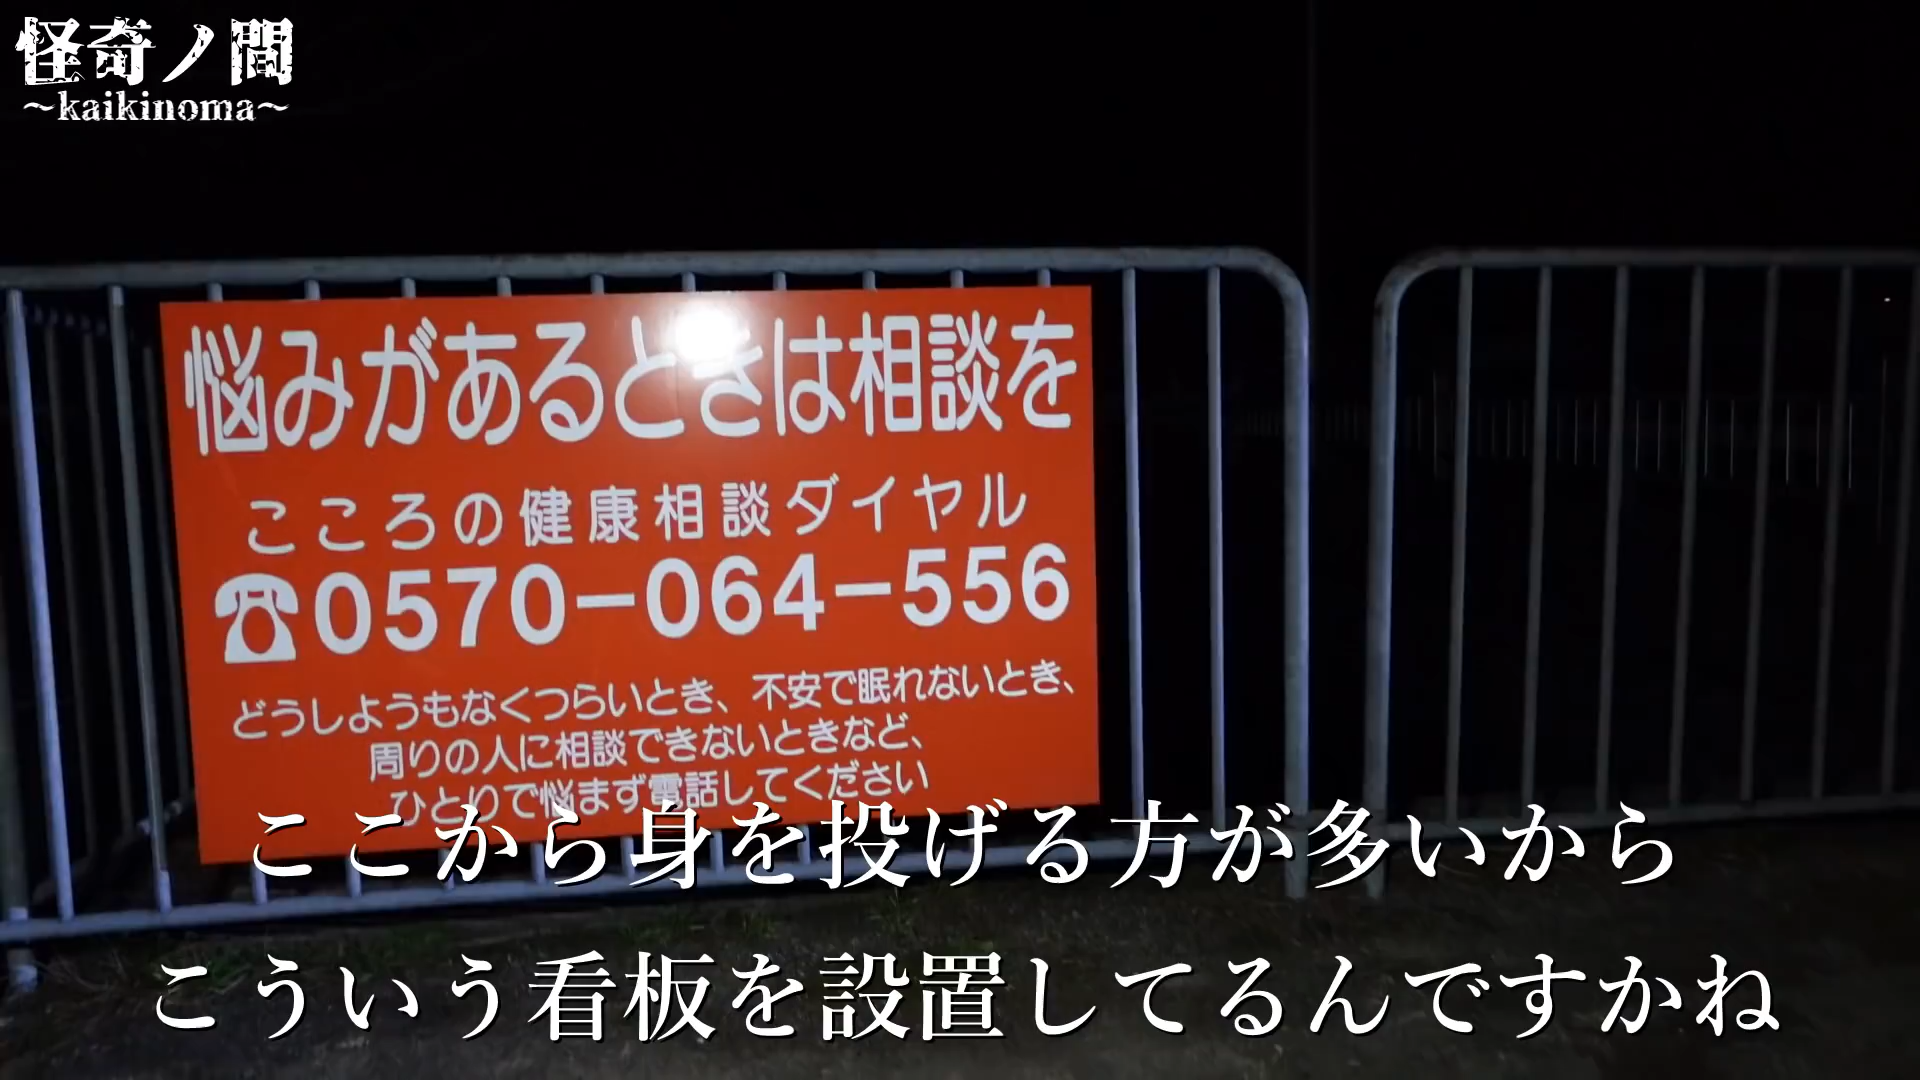 怪奇ノ間
~kaikinoma~
悩みがあるときは相談を
こころの健康相談ダイヤル
☎0570-064-556
どうしようもなくつらいとき、不安で眠れないとき、
周りの人に相談できないときなど、
ひとりで悩まず電話してください
ここから身を投げる方が多いから
こういう看板を設置してるんですかね